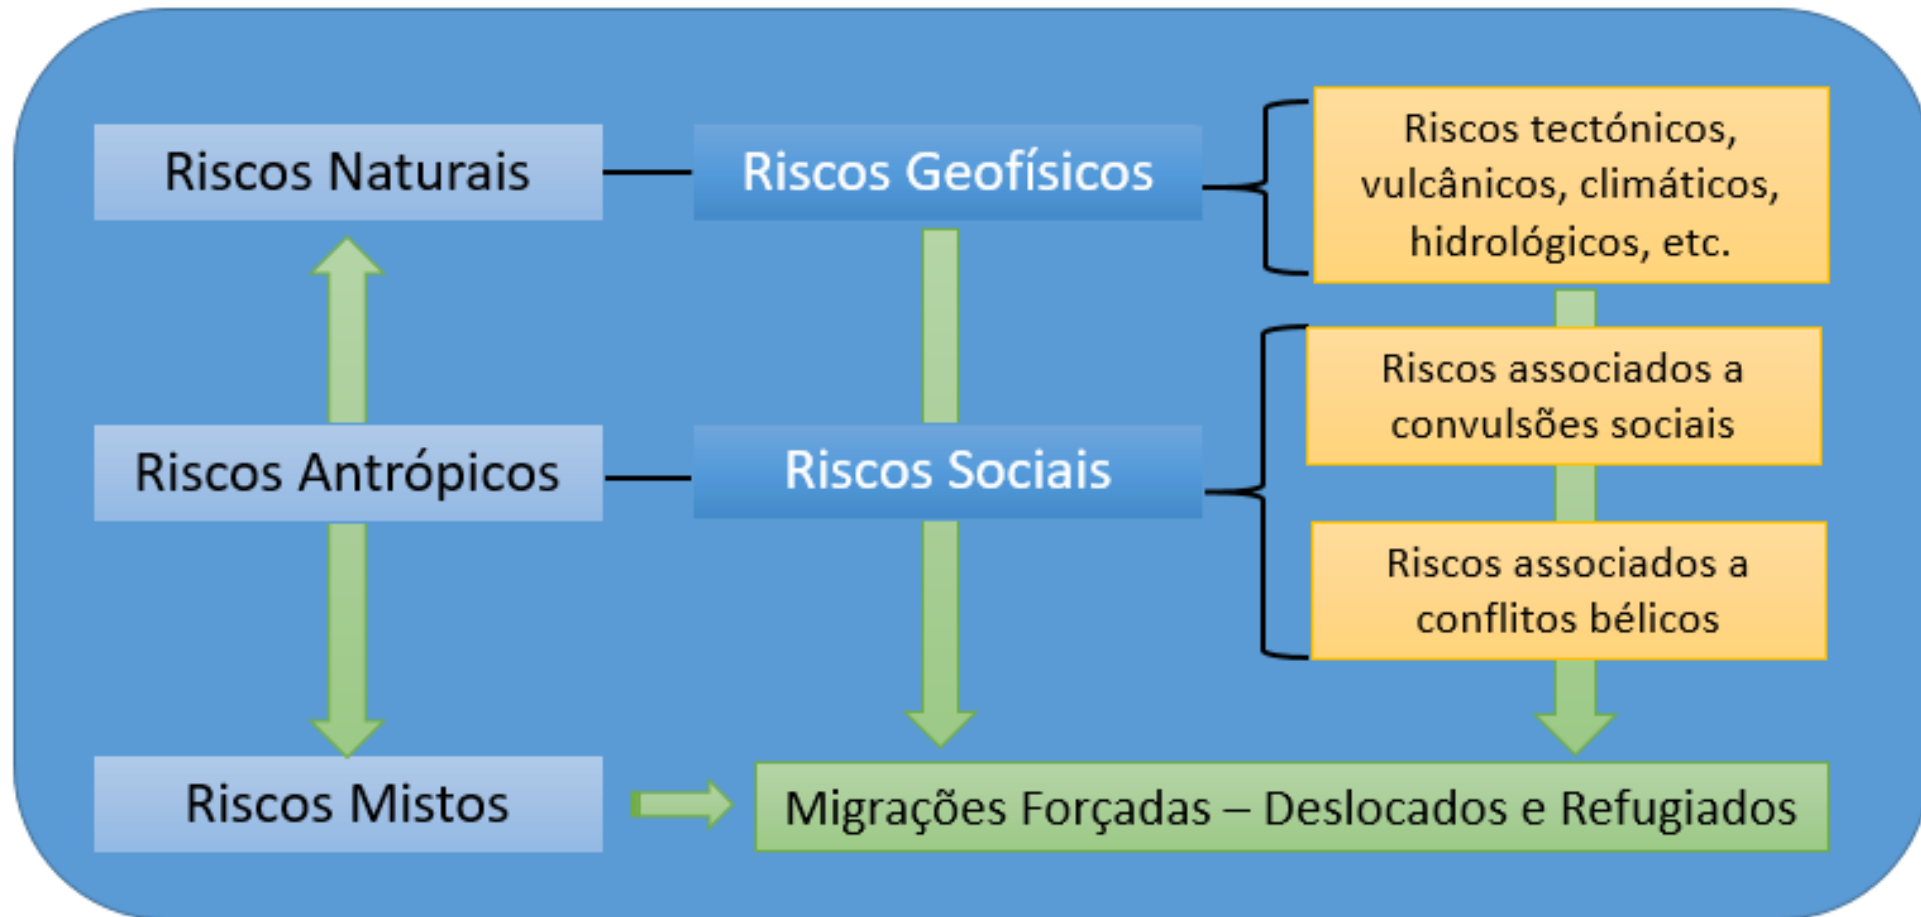 Riscos Naturais
Riscos Geofísicos
Riscos tectónicos,
vulcânicos, climáticos,
hidrológicos, etc.
Riscos Antrópicos
Riscos Sociais
Riscos associados a
convulsões sociais
Riscos associados a
conflitos bélicos
Riscos Mistos
Migrações Forçadas – Deslocados e Refugiados